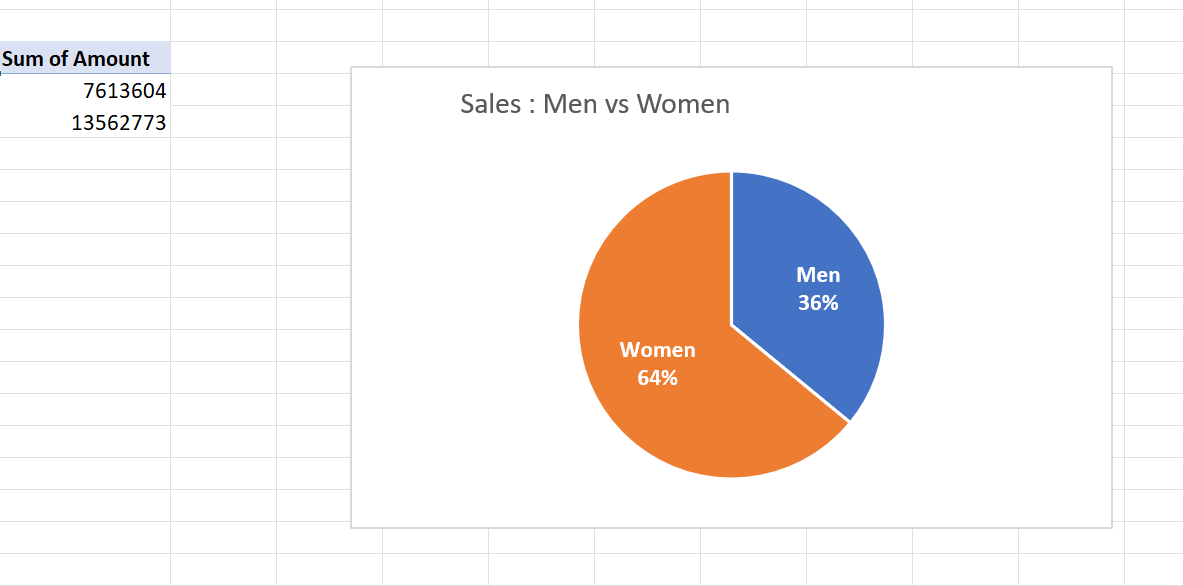 Sum of Amount
7613604
13562773
Sales : Men vs Women
Men
36%
Women
64%